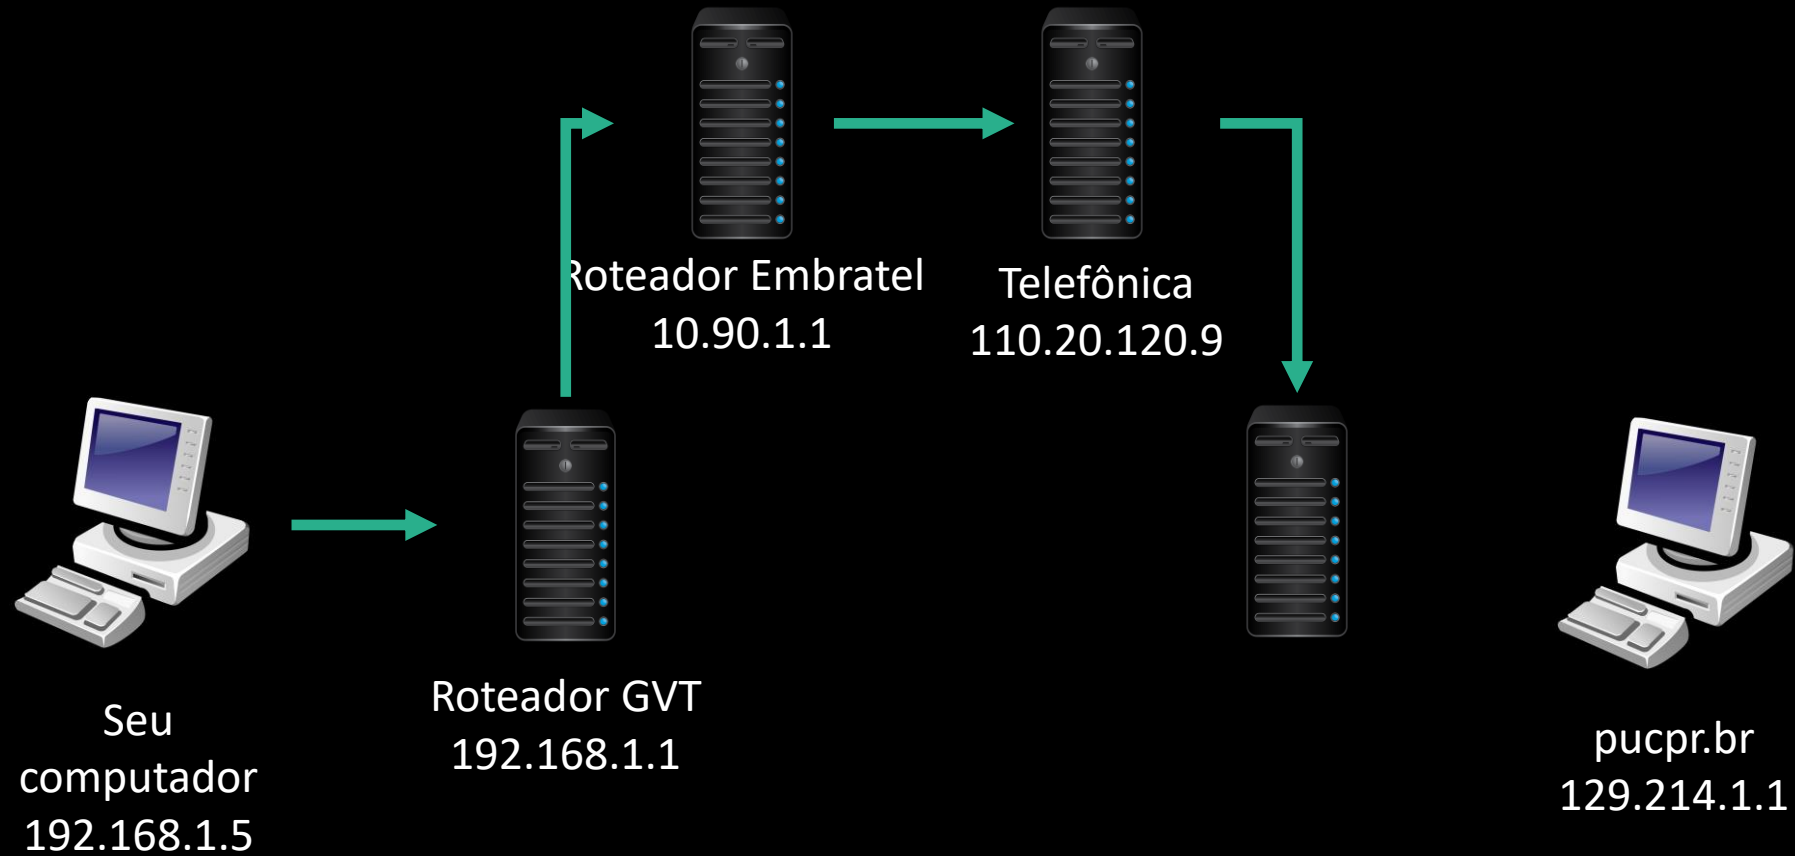 Roteador Embratel
10.90.1.1
Telefônica
110.20.120.9
Seu
computador
192.168.1.5
Roteador GVT
192.168.1.1
pucpr.br
129.214.1.1